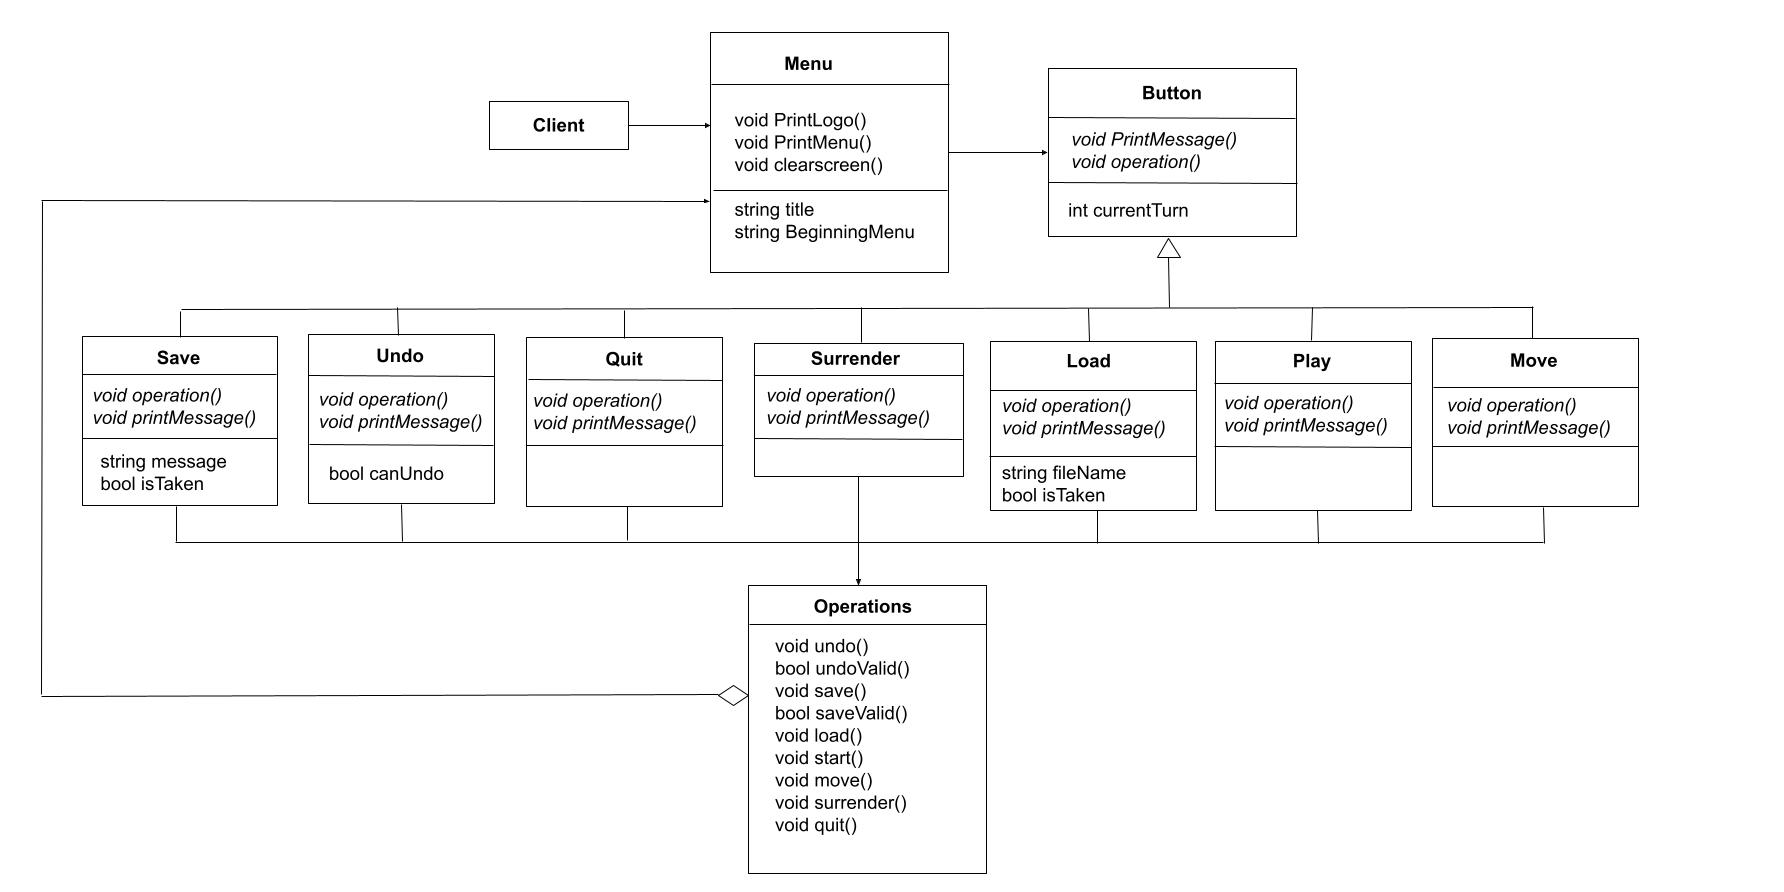 Client
Menu
void PrintLogo()
void PrintMenu()
void clearscreen()
string title
string BeginningMenu
Button
void PrintMessage()
void operation()
int currentTurn
Save
void operation()
void printMessage()
string message
bool isTaken
Undo
void operation()
void printMessage()
bool canUndo
Quit
void operation()
void printMessage()
Surrender
void operation()
void printMessage()
Load
void operation()
void printMessage()
string fileName
bool isTaken
Play
void operation()
void printMessage()
Move
void operation()
void printMessage()
Operations
void undo()
bool undoValid()
void save()
bool saveValid()
void load()
void start()
void move()
void surrender()
void quit()